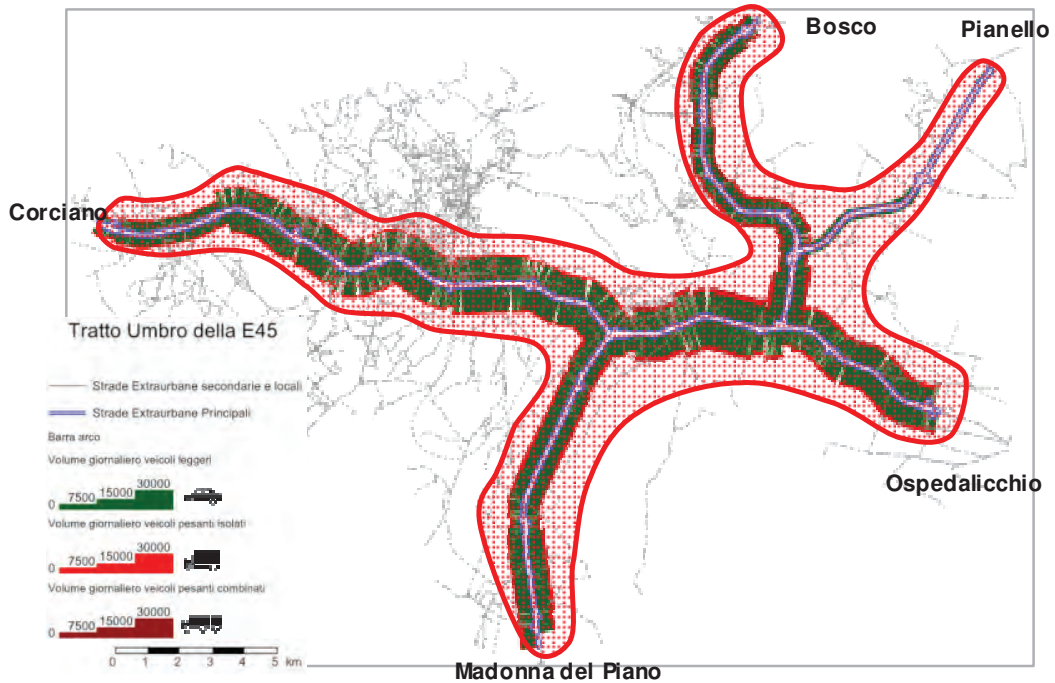 Bosco
Pianello
Corciano
Tratto Umbro della E45
Strade Extraurbane secondarie e locali
Strade Extraurbane Principali
Barra arco
Volume giornaliero veicoli leggeri
0 7500 15000 30000
Volume giornaliero veicoli pesanti isolati
0 7500 15000 30000
Volume giornaliero veicoli pesanti combinati
0 7500 15000 30000
0 1 2 3 4 5 km
Ospedalicchio
Madonna del Piano